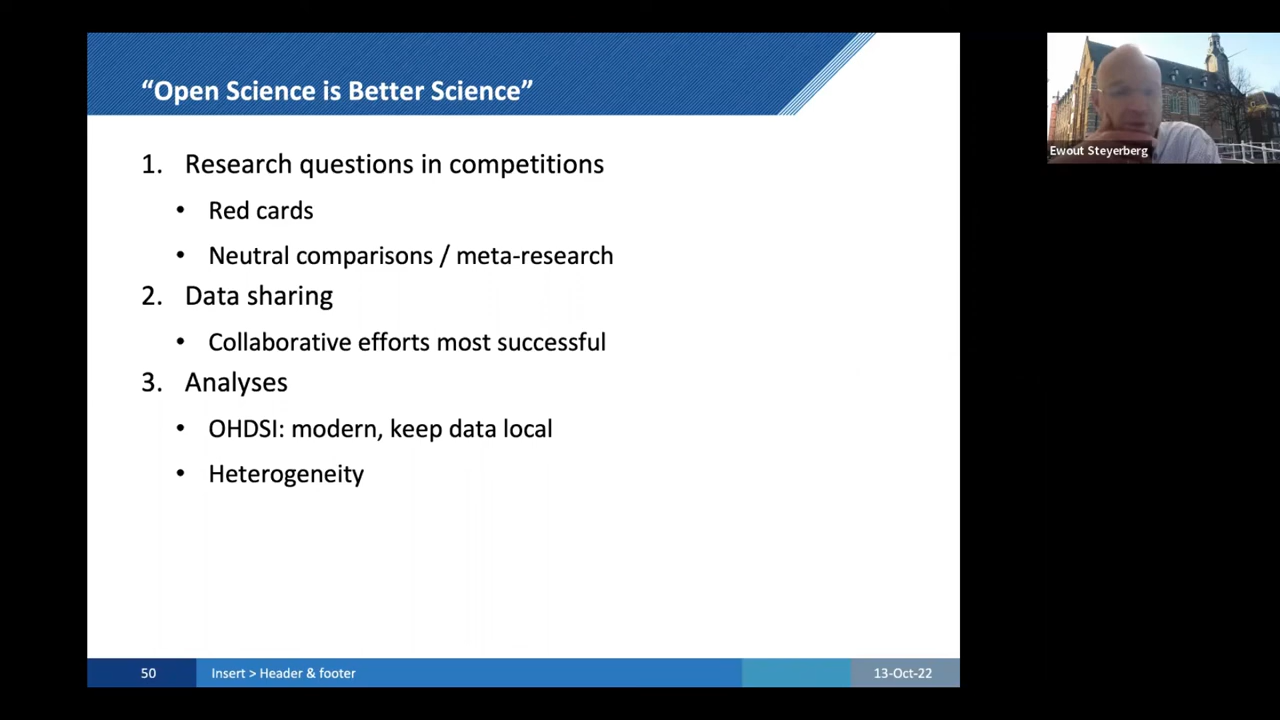 “Open Science is Better Science”
1. Research questions in competitions
• Red cards
• Neutral comparisons / meta-research
2. Data sharing
• Collaborative efforts most successful
3. Analyses
• OHDSI: modern, keep data local
• Heterogeneity
50 Insert > Header & footer 13-Oct-22
Ewout Steyerberg